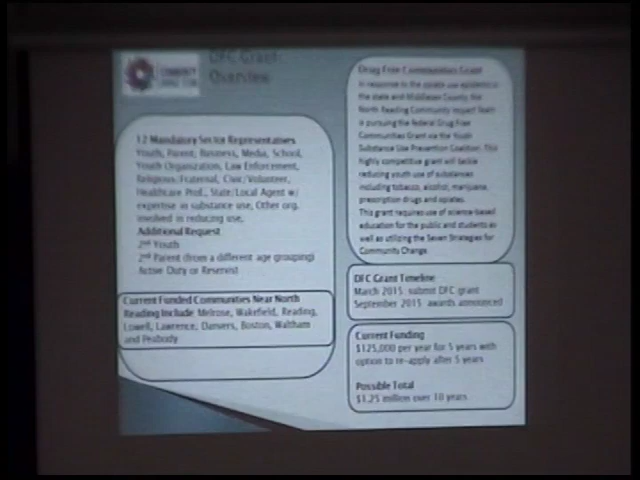 DFC Grant
Overview
COMMUNITY
IMPACT TEAM
12 Mandatory Sector Representatives
Youth, Parent, Business, Media, School,
Youth Organization, Law Enforcement,
Religious/Fraternal, Civic/Volunteer,
Healthcare Prof., State/Local Agent w/
expertise in substance use, Other org.
involved in reducing use.
Additional Request
2nd Youth
2nd Parent (from a different age grouping)
Active Duty or Reservist
Current Funded Communities Near North
Reading Include Melrose, Wakefield, Reading,
Lowell, Lawrence, Danvers, Boston, Waltham
and Peabody
Drug Free Communities Grant
In response to the opiate use epidemic in
the state and Middlesex County, the
North Reading Community Impact Team
is pursuing the federal Drug Free
Communities Grant via the Youth
Substance Use Prevention Coalition. This
highly competitive grant will tackle
reducing youth use of substances
including tobacco, alcohol, marijuana,
prescription drugs and opiates.
This grant requires use of science-based
education for the public and students as
well as utilizing the Seven Strategies for
Community Change.
DFC Grant Timeline
March 2015 submit DFC grant
September 2015 awards announced
Current Funding
$125,000 per year for 5 years with
option to re-apply after 5 years
Possible Total
$1.25 million over 10 years